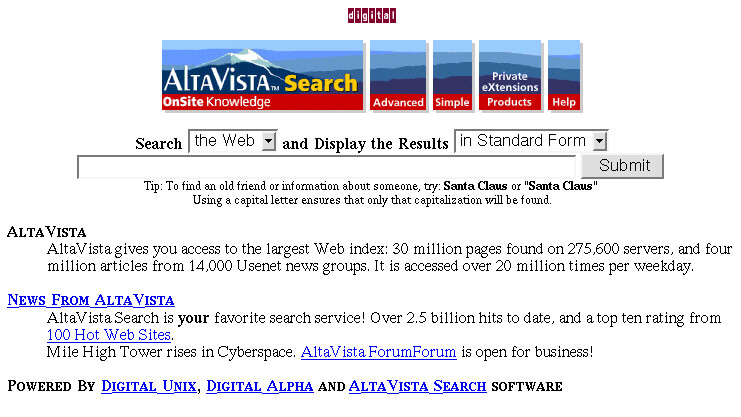 digital
ALTAVISTA™ Search
OnSite Knowledge
Advanced
Simple
Private
eXtensions
Products
Help
Search the Web and Display the Results in Standard Form
Submit
Tip: To find an old friend or information about someone, try: Santa Claus or "Santa Claus"
Using a capital letter ensures that only that capitalization will be found.
ALTAVISTA
AltaVista gives you access to the largest Web index: 30 million pages found on 275,600 servers, and four
million articles from 14,000 Usenet news groups. It is accessed over 20 million times per weekday.
NEWS FROM ALTAVISTA
AltaVista Search is your favorite search service! Over 2.5 billion hits to date, and a top ten rating from
100 Hot Web Sites.
Mile High Tower rises in Cyberspace. AltaVista ForumForum is open for business!
POWERED BY DIGITAL UNIX, DIGITAL ALPHA AND ALTAVISTA SEARCH SOFTWARE